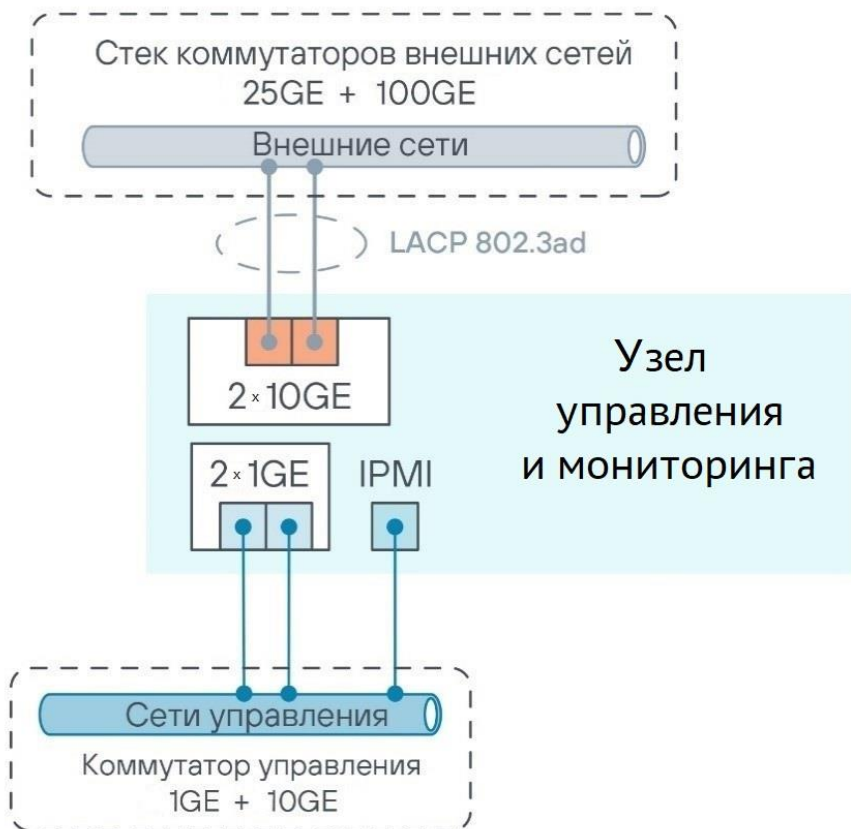 Стек коммутаторов внешних сетей
25GE + 100GE
Внешние сети
LACP 802.3ad
2 x 10GE
Узел
управления
и мониторинга
2 x 1GE
IPMI
Сети управления
Коммутатор управления
1GE + 10GE